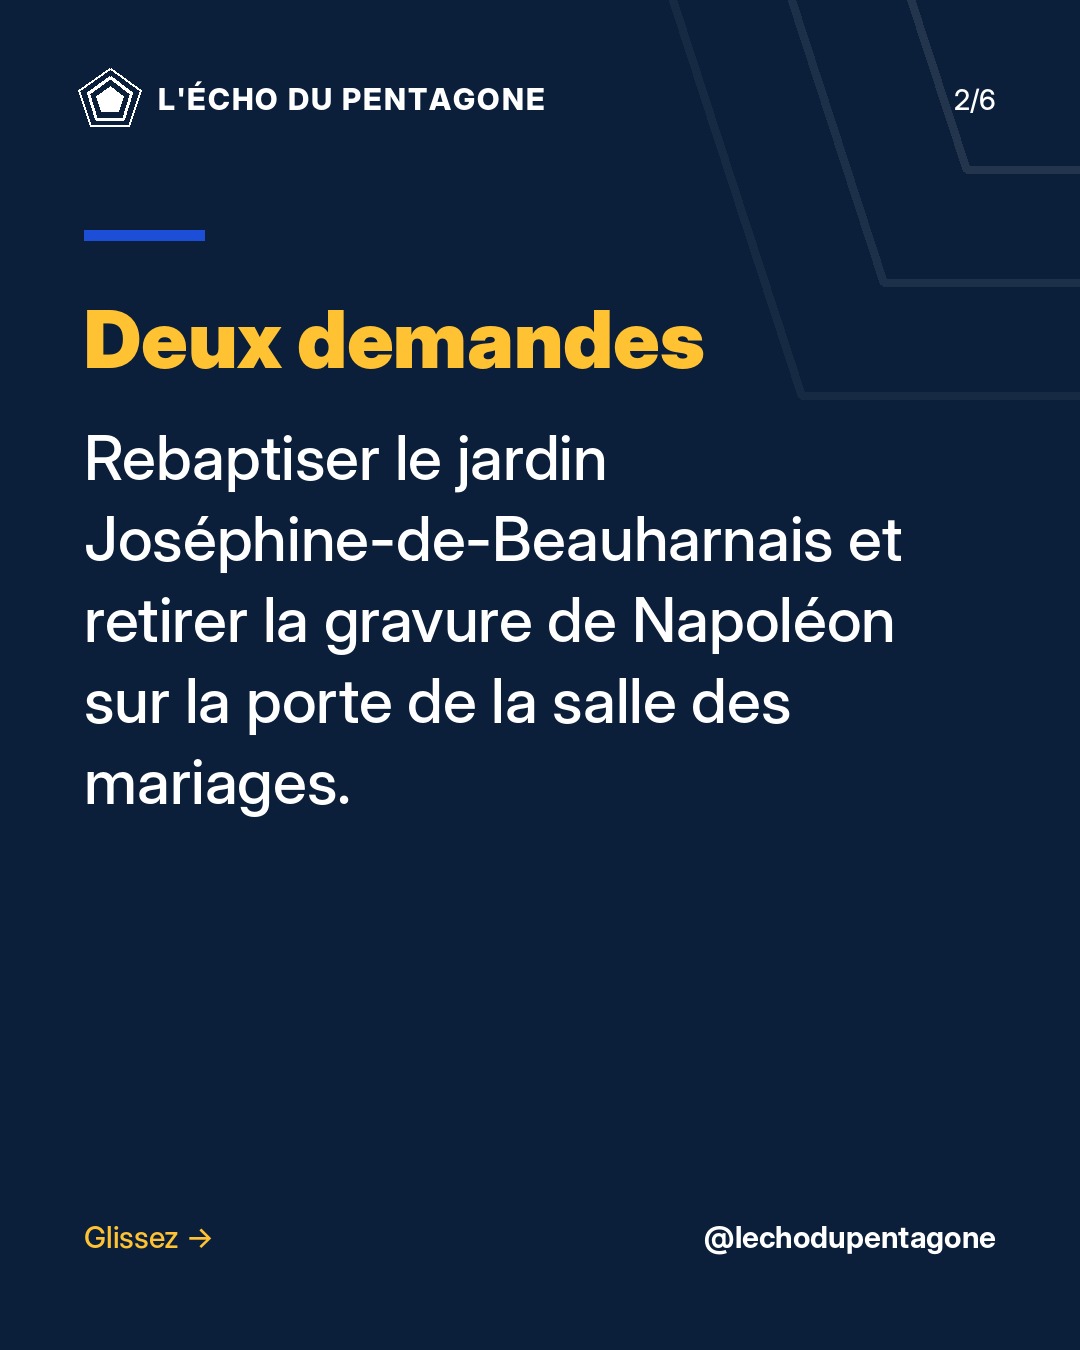 L'ÉCHO DU PENTAGONE
2/6
Deux demandes
Rebaptiser le jardin
Joséphine-de-Beauharnais et
retirer la gravure de Napoléon
sur la porte de la salle des
mariages.
Glissez →
@lechodupentagone